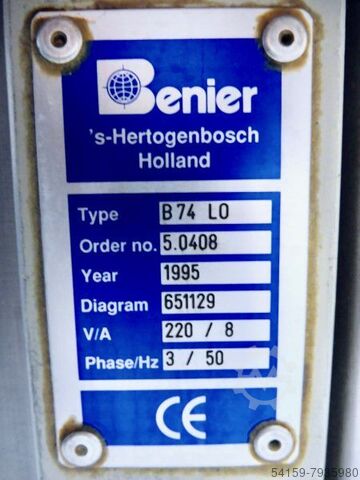 Benier
's-Hertogenbosch
Holland
Type B74 LO
Order no. 5.0408
Year 1995
Diagram 651129
V/A 220 / 8
Phase/Hz 3 / 50
CE
54159-7935980